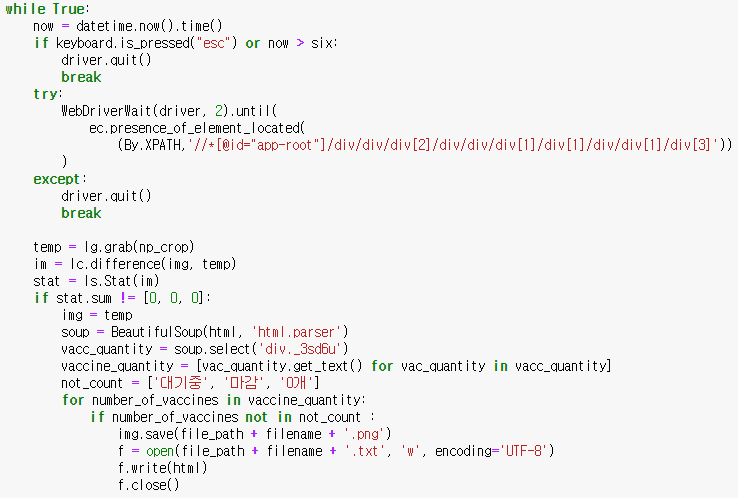 while True:
    now = datetime.now().time()
    if keyboard.is_pressed("esc") or now > six:
        driver.quit()
        break
    try:
        WebDriverWait(driver, 2).until(
            ec.presence_of_element_located(
                (By.XPATH,'//*[@id="app-root"]/div/div/div[2]/div/div/div[1]/div[1]/div/div[1]/div[3]'))
        )
    except:
        driver.quit()
        break

    temp = Ig.grab(np_crop)
    im = Ic.difference(img, temp)
    stat = Is.Stat(im)
    if stat.sum != [0, 0, 0]:
        img = temp
        soup = BeautifulSoup(html, 'html.parser')
        vacc_quantity = soup.select('div._3sd6u')
        vaccine_quantity = [vac_quantity.get_text() for vac_quantity in vacc_quantity]
        not_count = ['대기중', '마감', '0개']
        for number_of_vaccines in vaccine_quantity:
            if number_of_vaccines not in not_count :
                img.save(file_path + filename + '.png')
                f = open(file_path + filename + '.txt', 'w', encoding='UTF-8')
                f.write(html)
                f.close()